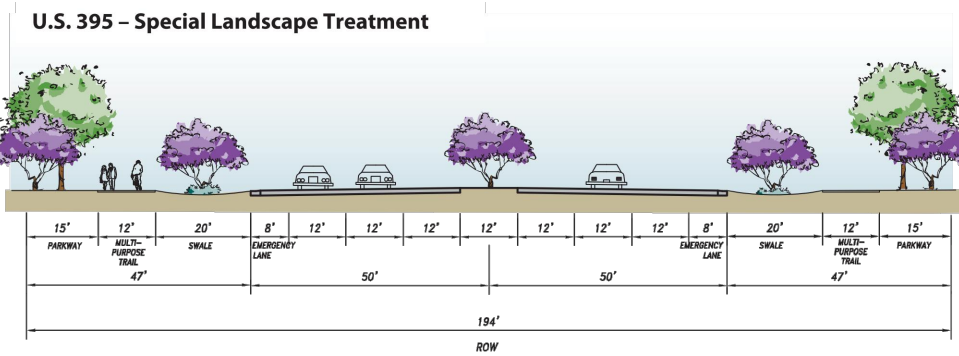 U.S. 395 – Special Landscape Treatment
15' 12' 20' 8' 12' 12' 12' 12' 12' 12' 12' 8' 20' 12' 15'
PARKWAY
MULTI-
PURPOSE
TRAIL
SWALE
EMERGENCY
LANE
EMERGENCY
LANE
SWALE
MULTI-
PURPOSE
TRAIL
PARKWAY
47' 50' 50' 47'
194'
ROW